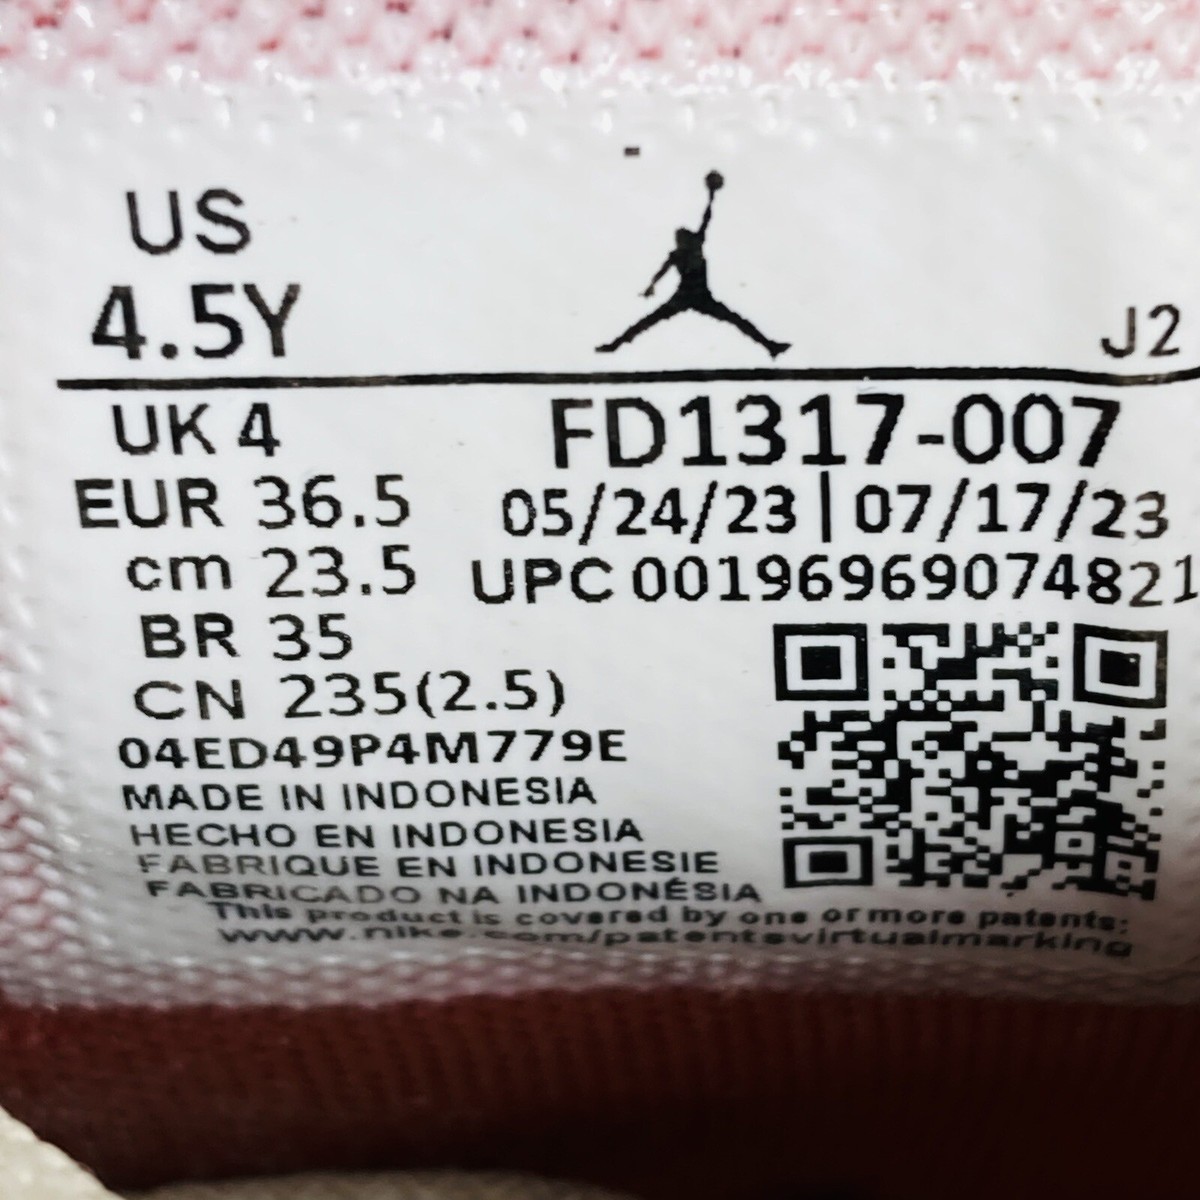 US
4.5Y
J2
UK 4
FD1317-007
EUR 36.5
05/24/23 | 07/17/23
cm 23.5
UPC 00196969074821
BR 35
CN 235(2.5)
04ED49P4M779E
MADE IN INDONESIA
HECHO EN INDONESIA
FABRIQUE EN INDONESIE
FABRICADO NA INDONÉSIA
This product is covered by one or more patents:
www.nike.com/patentsvirtualmarking